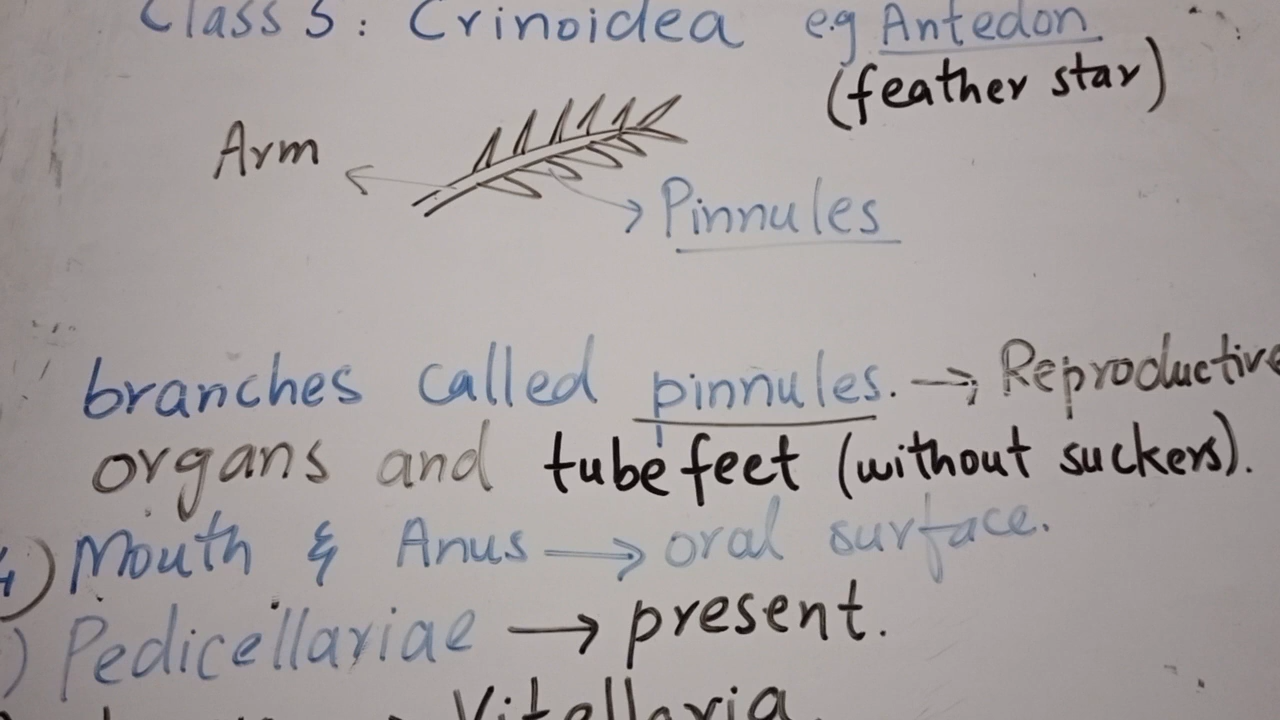 Class 5: Crinoidea e.g Antedon
(feather star)
Arm
Pinnules
branches called pinnules. → Reproductive
organs and tube feet (without suckers).
4) Mouth & Anus → oral surface.
) Pedicellariae → present.
→ Vitellaria.